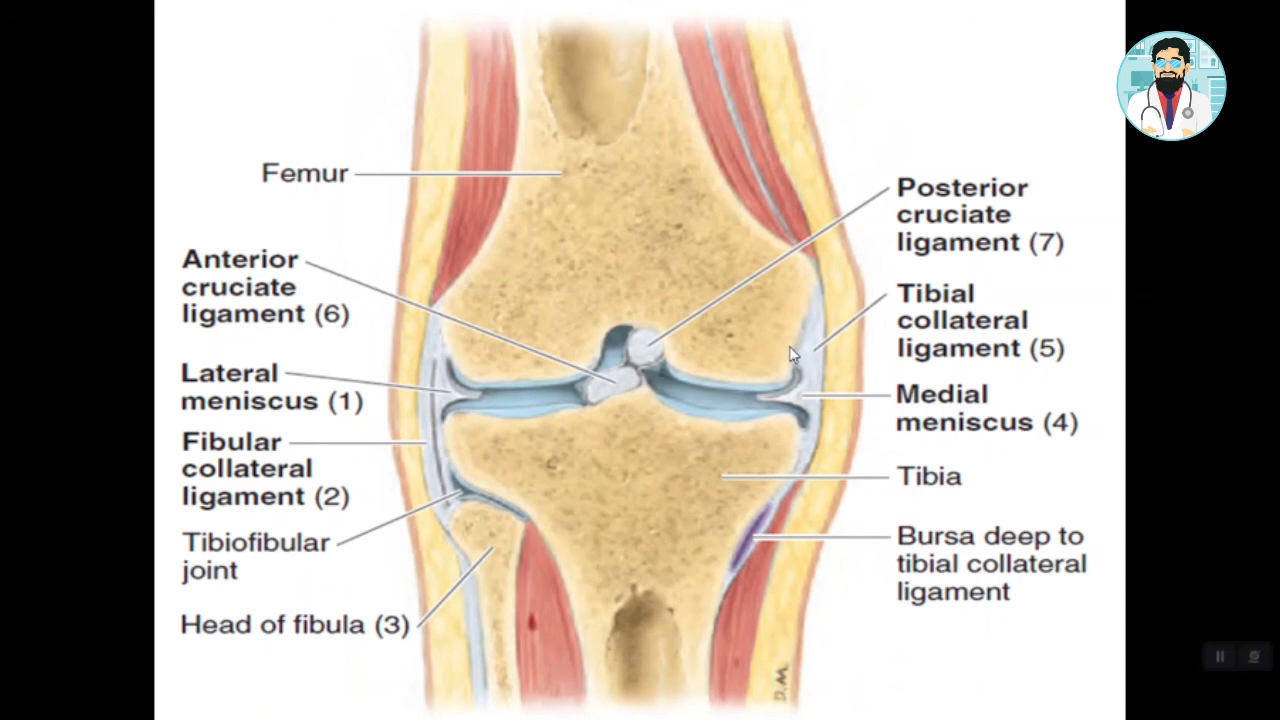 Femur
Anterior
cruciate
ligament (6)
Lateral
meniscus (1)
Fibular
collateral
ligament (2)
Tibiofibular
joint
Head of fibula (3)
Posterior
cruciate
ligament (7)
Tibial
collateral
ligament (5)
Medial
meniscus (4)
Tibia
Bursa deep to
tibial collateral
ligament
D.M.